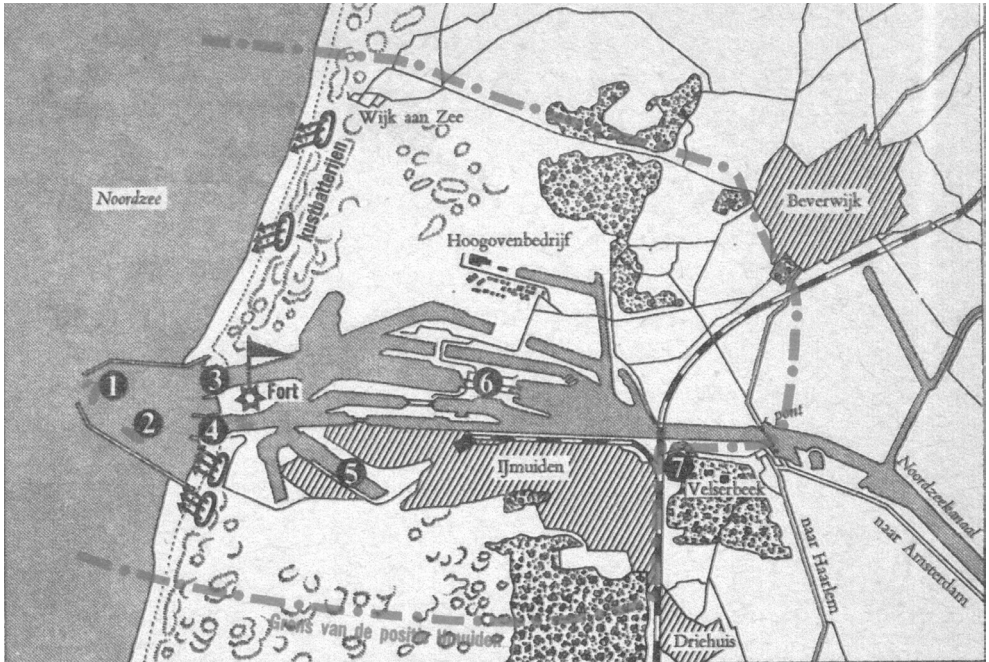 Wijk aan Zee
kustbatterijen
Noordzee
Beverwijk
Hoogovenbedrijf
1
3
6
Fort
2
4
pont
5
IJmuiden
7
Velserbeek
Noordzeekanaal
naar Haarlem
naar Amsterdam
Grens van de positie IJmuiden
Driehuis